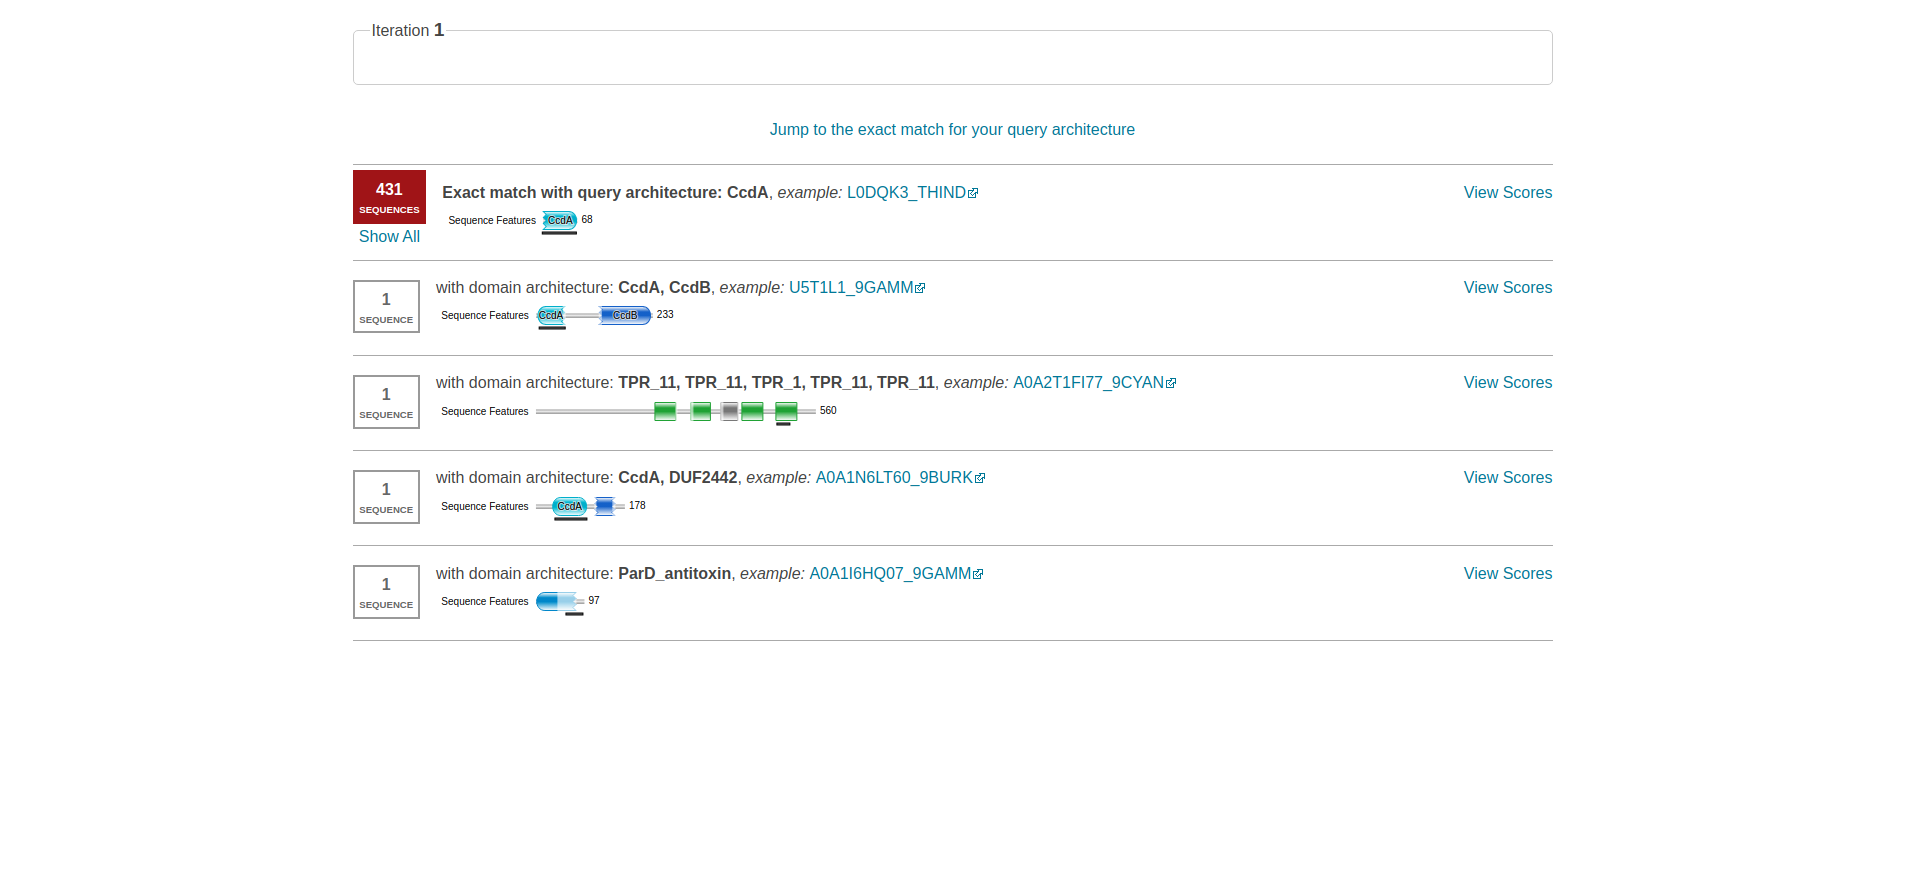 Iteration 1
Jump to the exact match for your query architecture
431
SEQUENCES
Show All
Exact match with query architecture: CcdA, example: L0DQK3_THIND
View Scores
Sequence Features CcdA 68
1
SEQUENCE
with domain architecture: CcdA, CcdB, example: U5T1L1_9GAMM
View Scores
Sequence Features CcdA CcdB 233
1
SEQUENCE
with domain architecture: TPR_11, TPR_11, TPR_1, TPR_11, TPR_11, example: A0A2T1FI77_9CYAN
View Scores
Sequence Features 560
1
SEQUENCE
with domain architecture: CcdA, DUF2442, example: A0A1N6LT60_9BURK
View Scores
Sequence Features CcdA 178
1
SEQUENCE
with domain architecture: ParD_antitoxin, example: A0A1I6HQ07_9GAMM
View Scores
Sequence Features 97